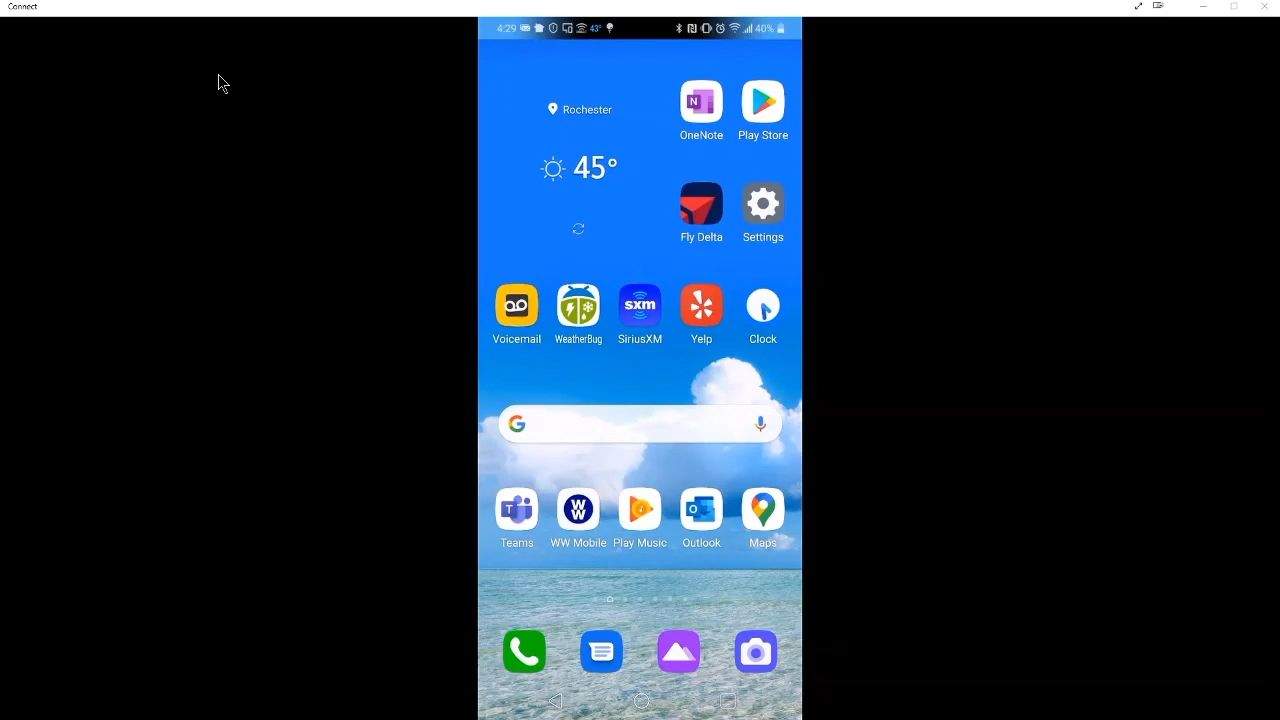 Connect
4:29 43° 40%
Rochester
45°
N
OneNote Play Store
Fly Delta Settings
sxm
Voicemail WeatherBug SiriusXM Yelp Clock
G
T W W O
Teams WW Mobile Play Music Outlook Maps